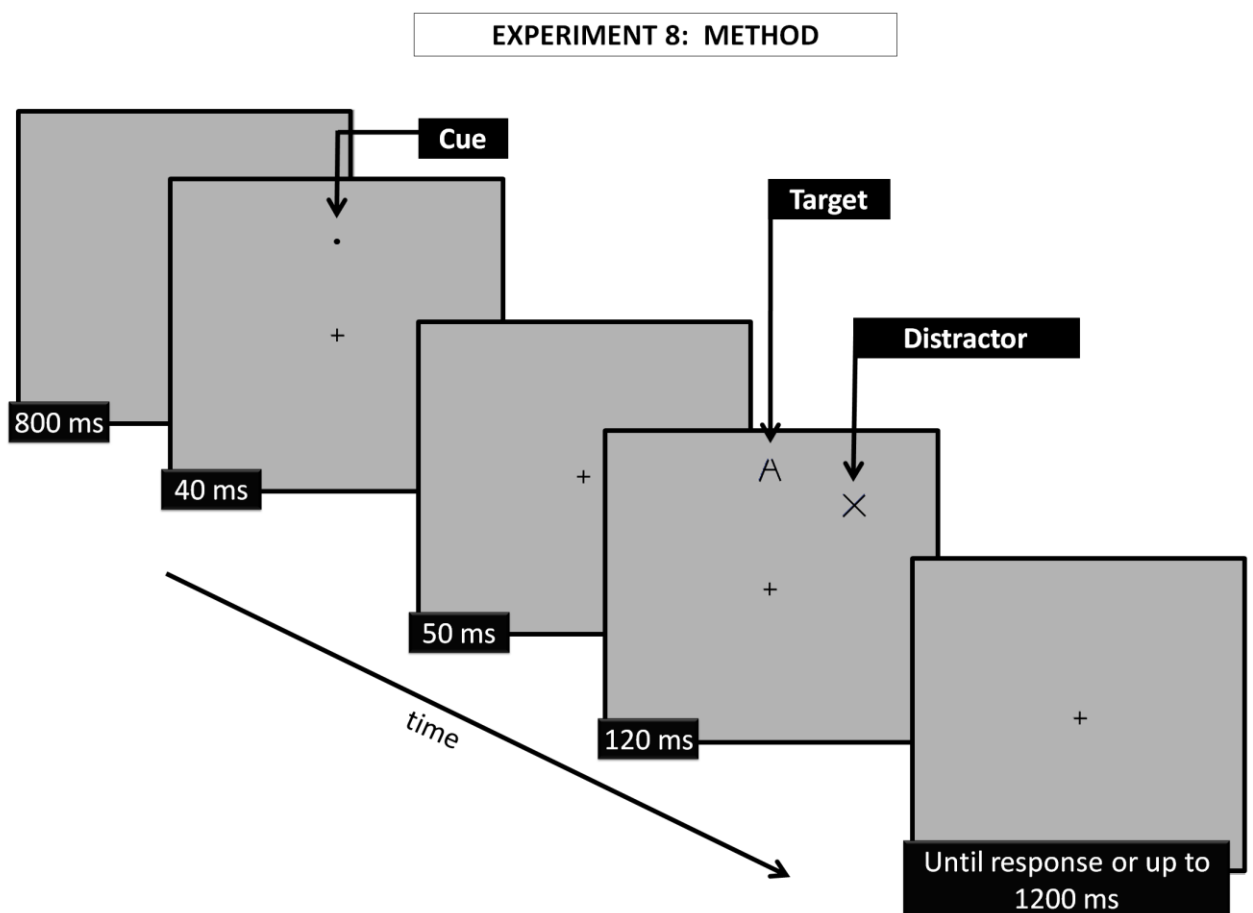 EXPERIMENT 8: METHOD
Cue
Target
Distractor
800 ms
A
X
+
40 ms
+
50 ms
+
120 ms
+
time
Until response or up to
1200 ms